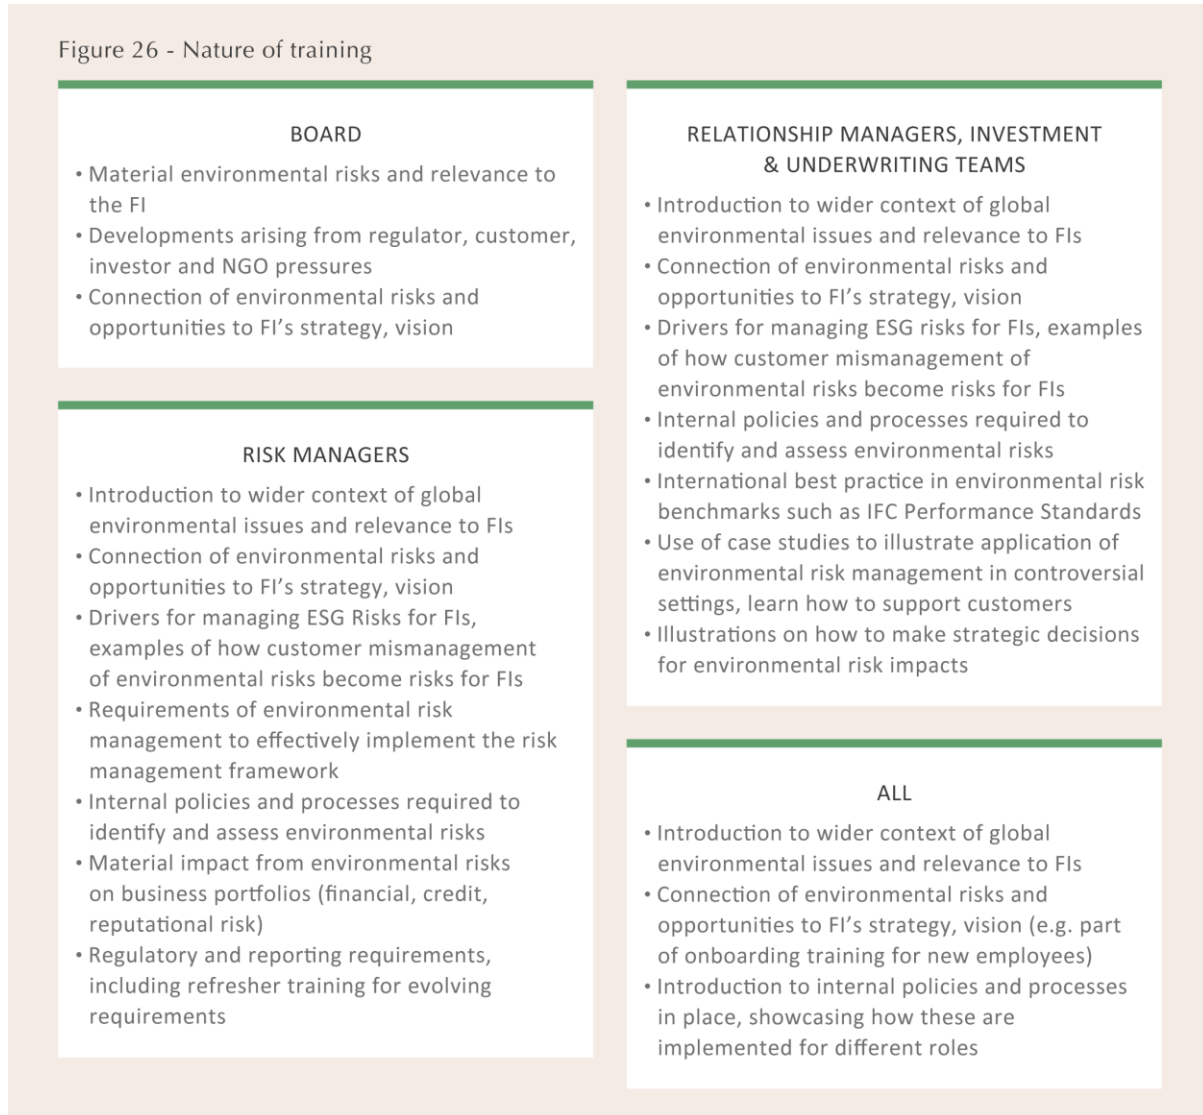 Figure 26 - Nature of training
BOARD
• Material environmental risks and relevance to
the FI
• Developments arising from regulator, customer,
investor and NGO pressures
• Connection of environmental risks and
opportunities to FI's strategy, vision
RISK MANAGERS
• Introduction to wider context of global
environmental issues and relevance to FIs
• Connection of environmental risks and
opportunities to FI's strategy, vision
• Drivers for managing ESG Risks for FIs,
examples of how customer mismanagement
of environmental risks become risks for FIs
• Requirements of environmental risk
management to effectively implement the risk
management framework
• Internal policies and processes required to
identify and assess environmental risks
• Material impact from environmental risks
on business portfolios (financial, credit,
reputational risk)
• Regulatory and reporting requirements,
including refresher training for evolving
requirements
RELATIONSHIP MANAGERS, INVESTMENT
& UNDERWRITING TEAMS
• Introduction to wider context of global
environmental issues and relevance to FIs
• Connection of environmental risks and
opportunities to FI's strategy, vision
• Drivers for managing ESG risks for FIs, examples
of how customer mismanagement of
environmental risks become risks for FIs
• Internal policies and processes required to
identify and assess environmental risks
• International best practice in environmental risk
benchmarks such as IFC Performance Standards
• Use of case studies to illustrate application of
environmental risk management in controversial
settings, learn how to support customers
• Illustrations on how to make strategic decisions
for environmental risk impacts
ALL
• Introduction to wider context of global
environmental issues and relevance to FIs
• Connection of environmental risks and
opportunities to FI's strategy, vision (e.g. part
of onboarding training for new employees)
• Introduction to internal policies and processes
in place, showcasing how these are
implemented for different roles